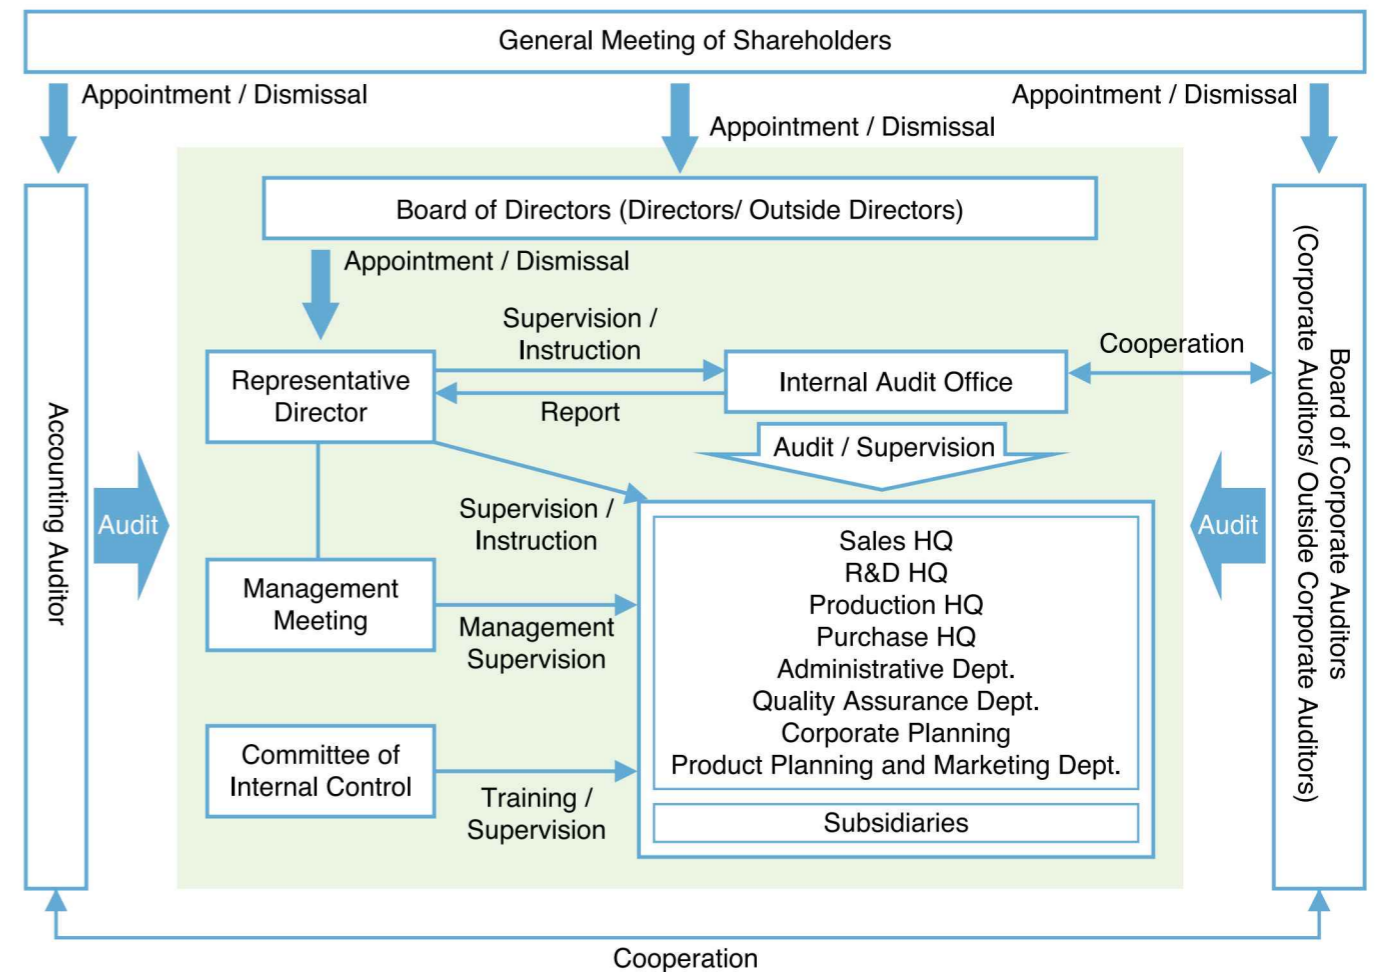 General Meeting of Shareholders
Appointment / Dismissal
Appointment / Dismissal
Appointment / Dismissal
Board of Directors (Directors/ Outside Directors)
Appointment / Dismissal
Supervision /
Instruction
Representative
Director
Report
Internal Audit Office
Cooperation
Audit / Supervision
Accounting Auditor
Audit
Supervision /
Instruction
Management
Meeting
Management
Supervision
Committee of
Internal Control
Training /
Supervision
Sales HQ
R&D HQ
Production HQ
Purchase HQ
Administrative Dept.
Quality Assurance Dept.
Corporate Planning
Product Planning and Marketing Dept.
Subsidiaries
Audit
Board of Corporate Auditors
(Corporate Auditors/ Outside Corporate Auditors)
Cooperation